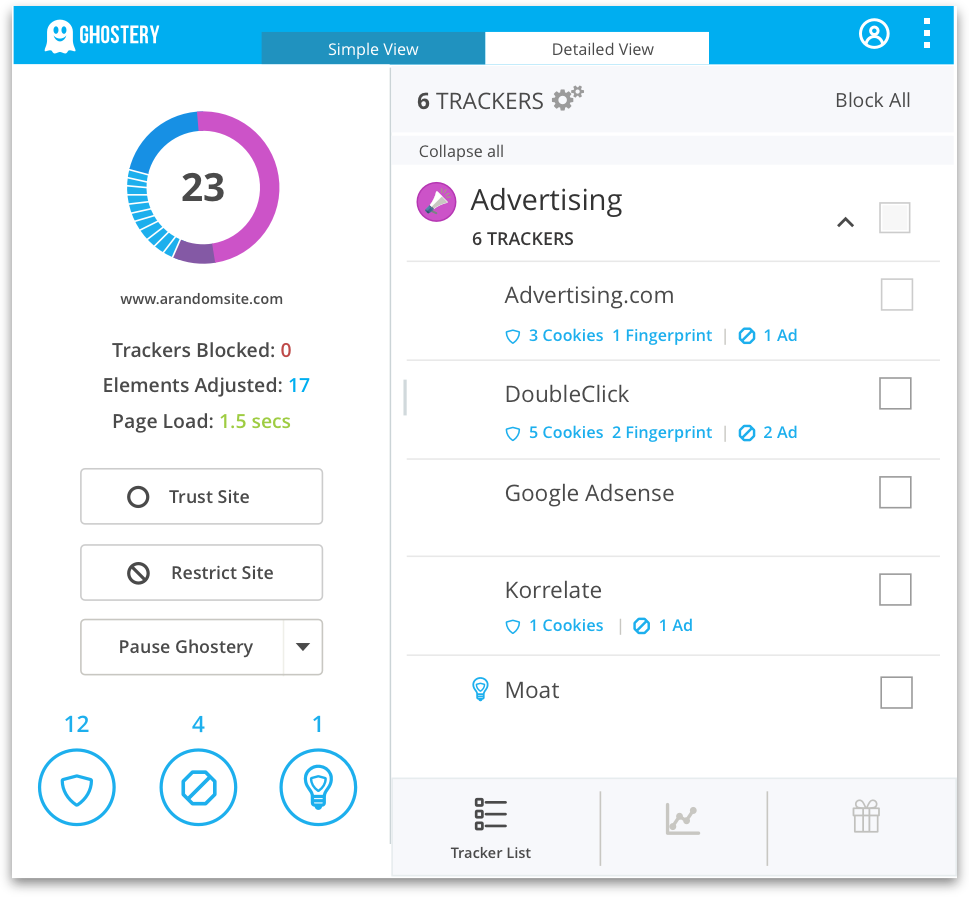 GHOSTERY
Simple View
Detailed View
23
www.arandomsite.com
Trackers Blocked: 0
Elements Adjusted: 17
Page Load: 1.5 secs
Trust Site
Restrict Site
Pause Ghostery
12 4 1
6 TRACKERS
Block All
Collapse all
Advertising
6 TRACKERS
Advertising.com
3 Cookies 1 Fingerprint | 1 Ad
DoubleClick
5 Cookies 2 Fingerprint | 2 Ad
Google Adsense
Korrelate
1 Cookies | 1 Ad
Moat
Tracker List